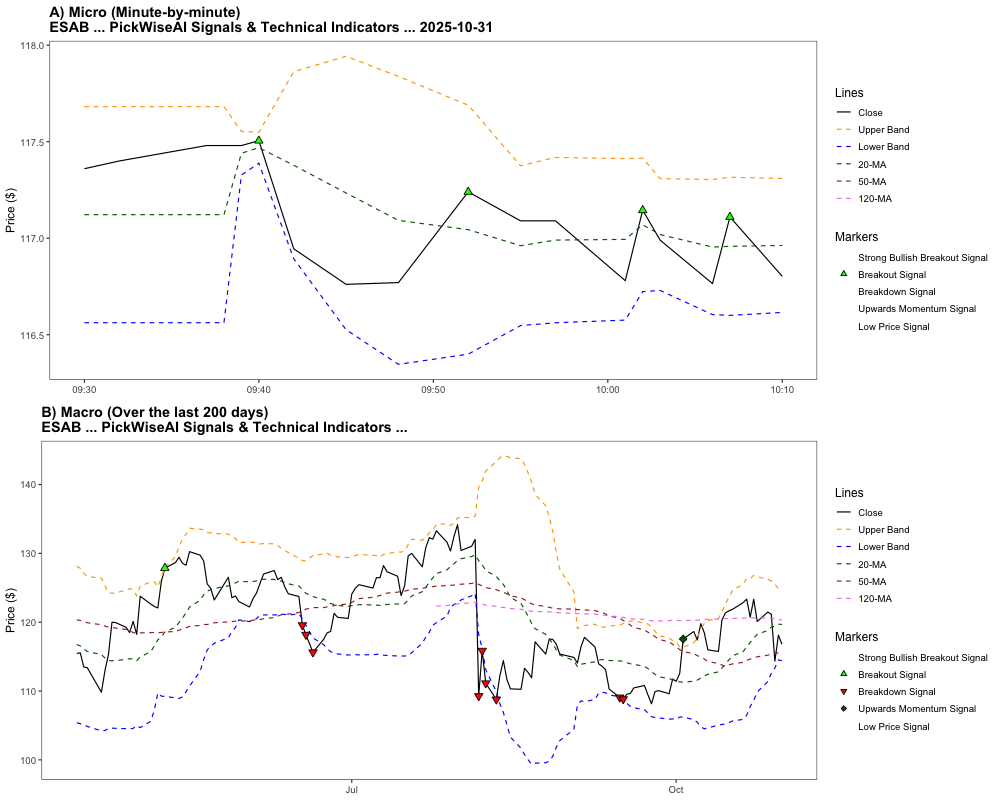 A) Micro (Minute-by-minute)
ESAB ... PickWiseAI Signals & Technical Indicators ... 2025-10-31
Price ($)
118.0
117.5
117.0
116.5
09:30
09:40
09:50
10:00
10:10
Lines
Close
Upper Band
Lower Band
20-MA
50-MA
120-MA
Markers
Strong Bullish Breakout Signal
Breakout Signal
Breakdown Signal
Upwards Momentum Signal
Low Price Signal
B) Macro (Over the last 200 days)
ESAB ... PickWiseAI Signals & Technical Indicators ...
Price ($)
140
130
120
110
100
Jul
Oct
Lines
Close
Upper Band
Lower Band
20-MA
50-MA
120-MA
Markers
Strong Bullish Breakout Signal
Breakout Signal
Breakdown Signal
Upwards Momentum Signal
Low Price Signal